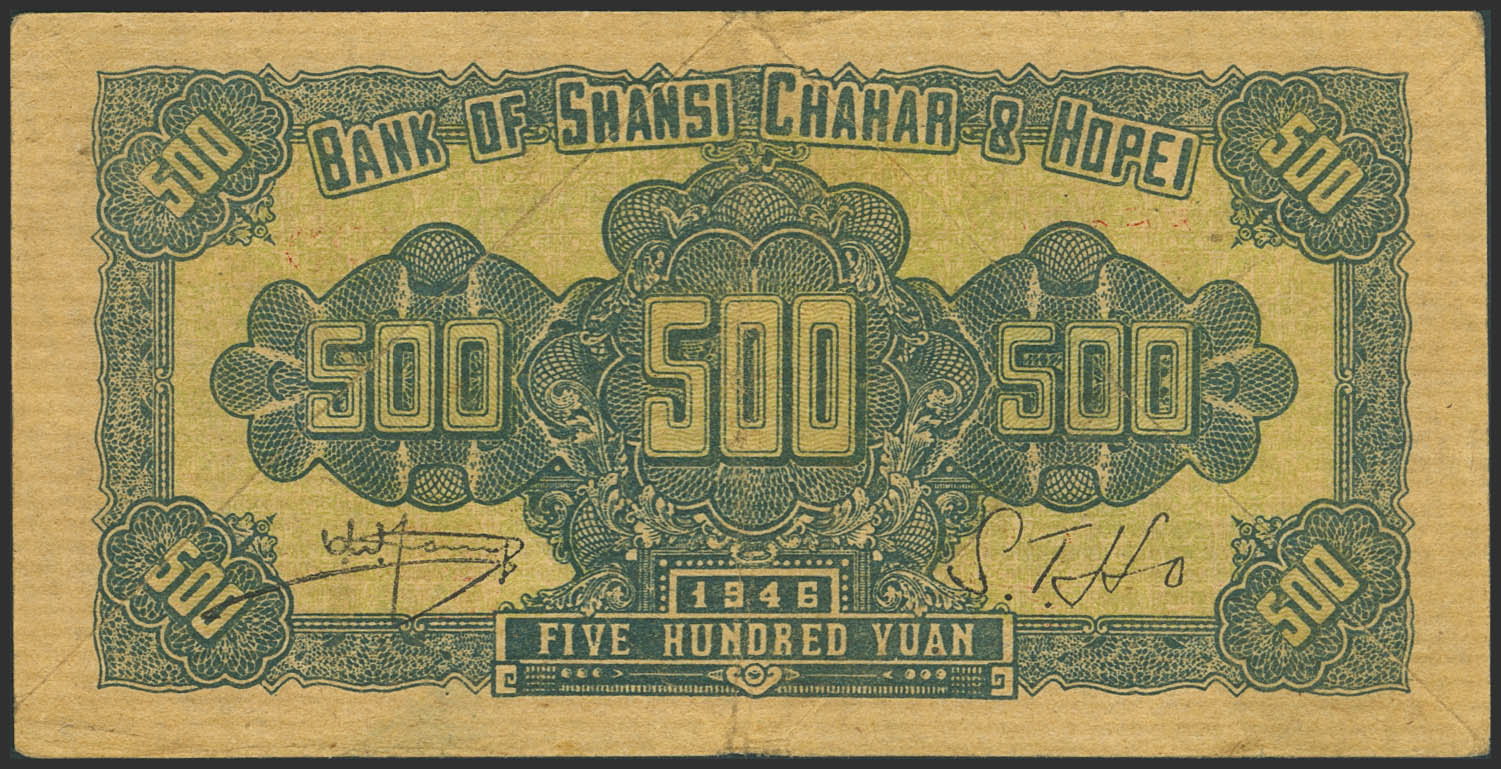 BANK OF SHANSI CHAHAR & HOPEI
500 500
500 500 500
S. T. Ho
500 500
1946
FIVE HUNDRED YUAN